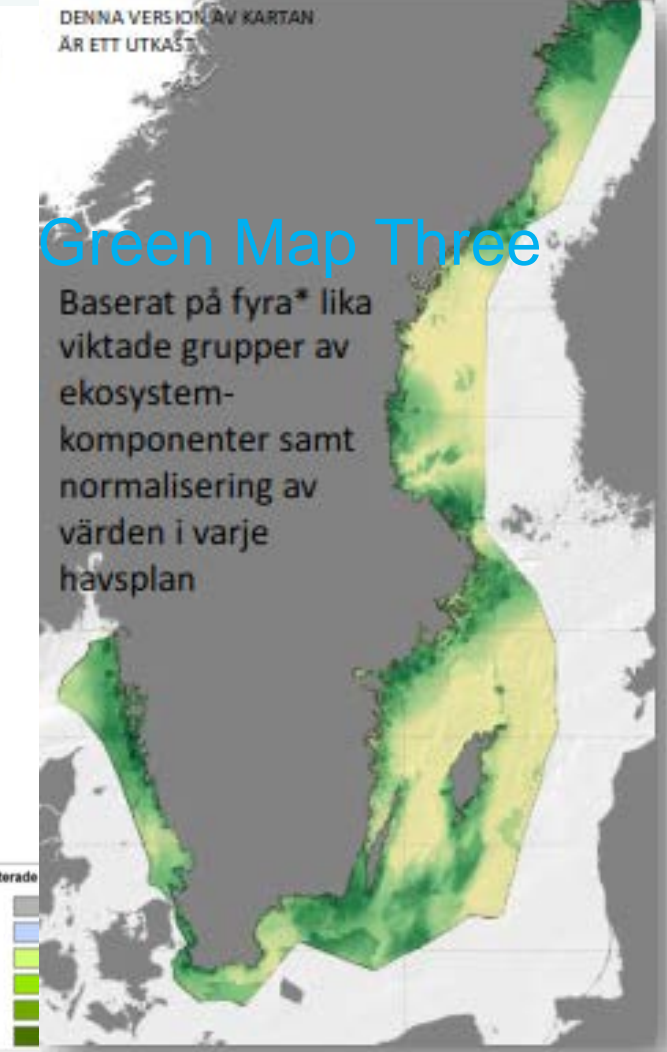 DENNA VERSION AV KARTAN
ÄR ETT UTKAST
Green Map Three
Baserat på fyra* lika
viktade grupper av
ekosystem-
komponenter samt
normalisering av
värden i varje
havsplan
terade